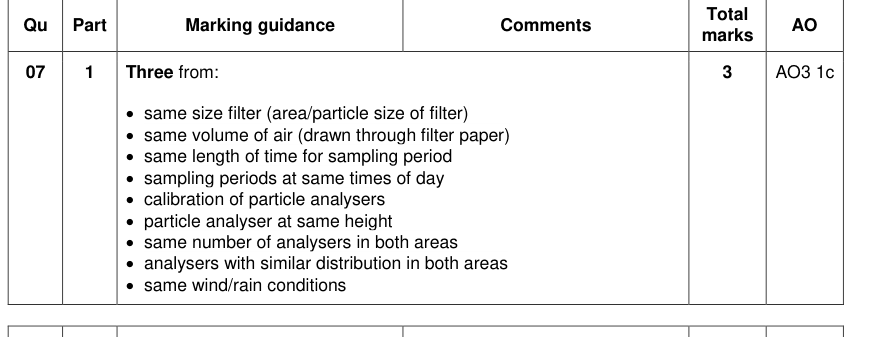 Qu Part Marking guidance Comments Total marks AO
07 1 Three from: 3 AO3 1c
• same size filter (area/particle size of filter)
• same volume of air (drawn through filter paper)
• same length of time for sampling period
• sampling periods at same times of day
• calibration of particle analysers
• particle analyser at same height
• same number of analysers in both areas
• analysers with similar distribution in both areas
• same wind/rain conditions